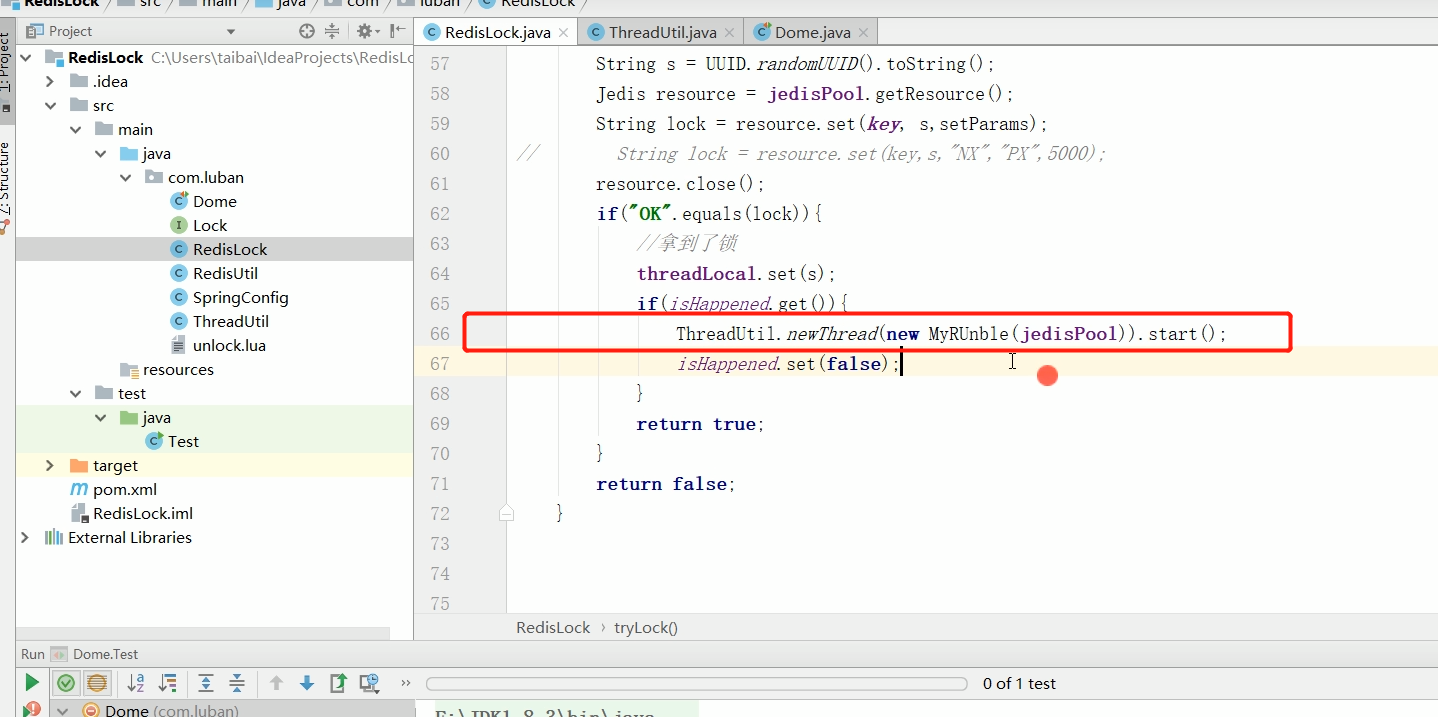 RedisLock
src
main
java
com
luban
RedisLock
Project
RedisLock.java
ThreadUtil.java
Dome.java
1: Project
7: Structure
RedisLock C:\Users\taibai\IdeaProjects\RedisLo
.idea
src
main
java
com.luban
Dome
Lock
RedisLock
RedisUtil
SpringConfig
ThreadUtil
unlock.lua
resources
test
java
Test
target
pom.xml
RedisLock.iml
External Libraries
57 String s = UUID.randomUUID().toString();
58 Jedis resource = jedisPool.getResource();
59 String lock = resource.set(key, s,setParams);
60 // String lock = resource.set(key,s,"NX","PX",5000);
61 resource.close();
62 if("OK".equals(lock)){
63 //拿到了锁
64 threadLocal.set(s);
65 if(isHappened.get()){
66 ThreadUtil.newThread(new MyRUnble(jedisPool)).start();
67 isHappened.set(false);
68 }
69 return true;
70 }
71 return false;
72 }
73
74
75
RedisLock › tryLock()
Run Dome.Test
0 of 1 test
Dome (com.luban)